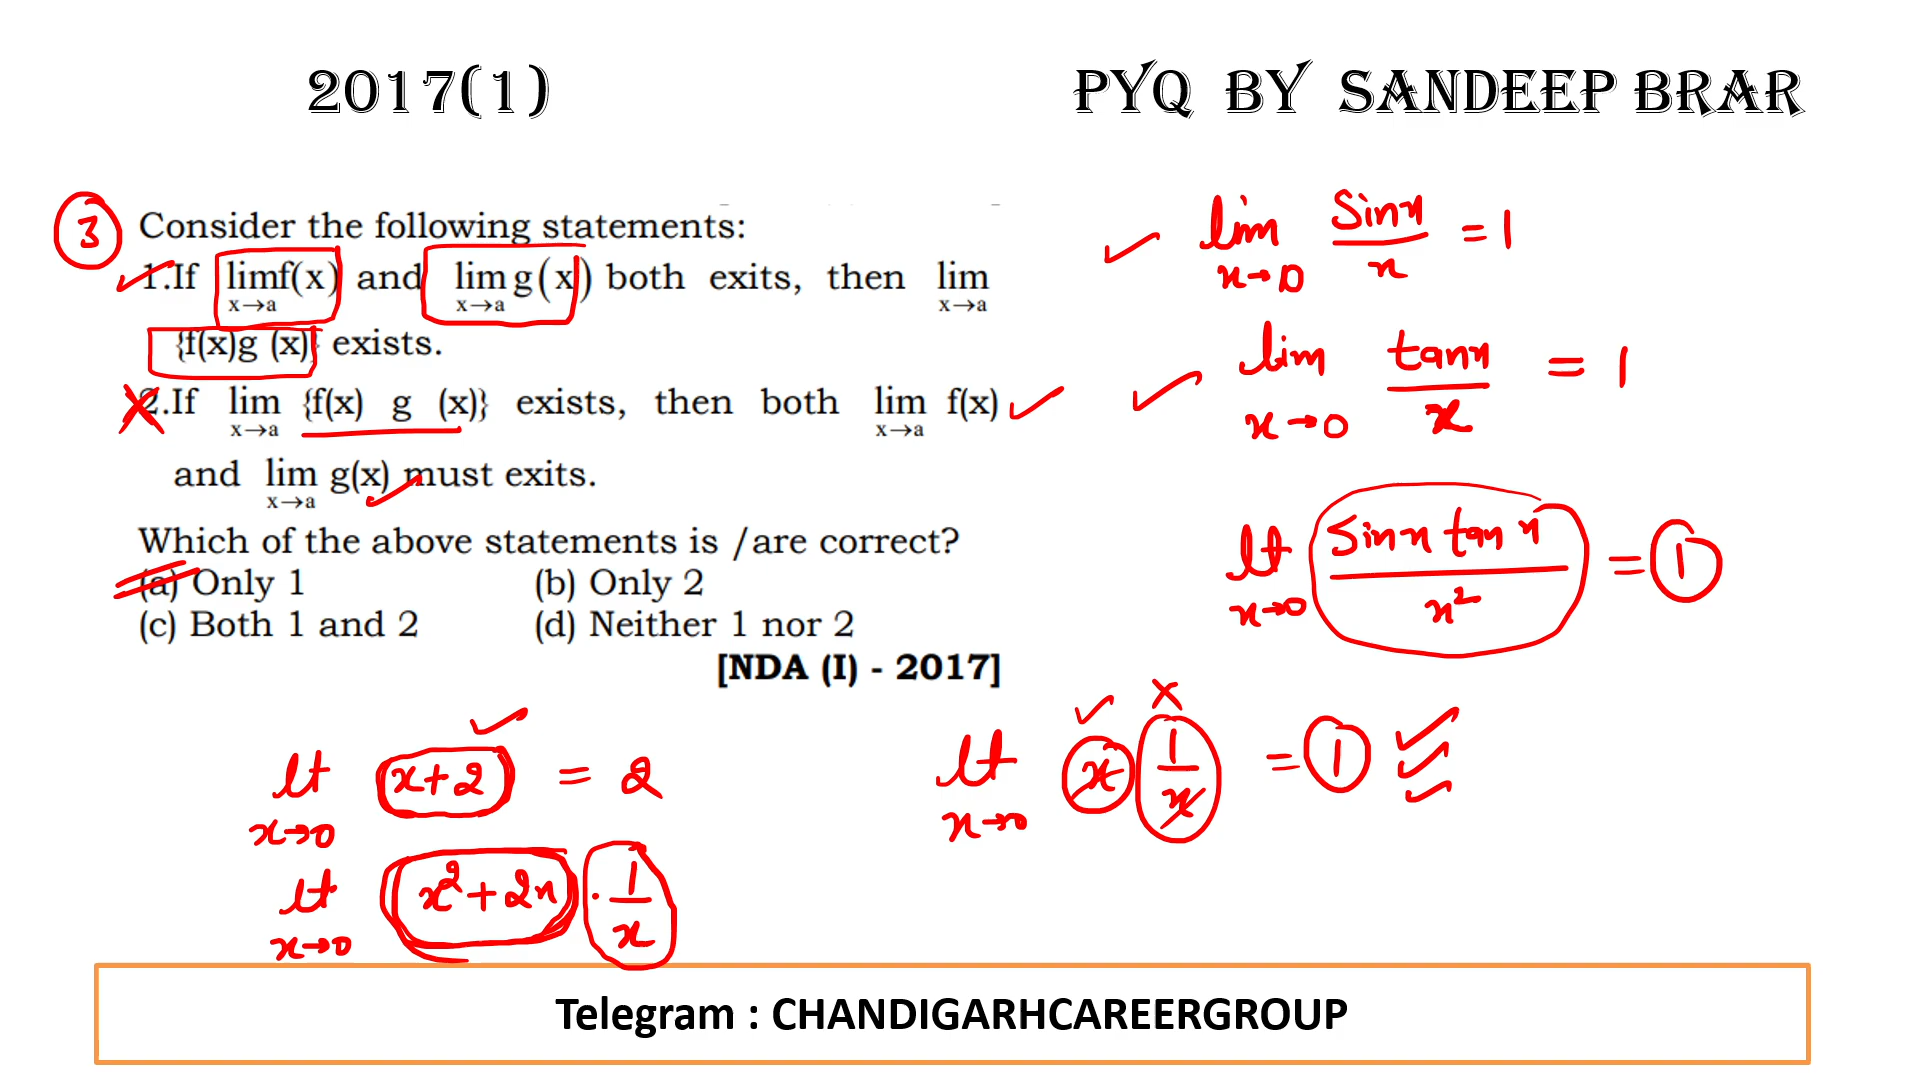 2017(1) PYQ BY SANDEEP BRAR
3 Consider the following statements:
1.If lim f(x) and lim g(x) both exits, then lim
x→a x→a x→a
{f(x)g (x)} exists.
2.If lim {f(x) g (x)} exists, then both lim f(x)
x→a x→a
and lim g(x) must exits.
x→a
Which of the above statements is /are correct?
(a) Only 1 (b) Only 2
(c) Both 1 and 2 (d) Neither 1 nor 2
[NDA (I) - 2017]
lim x→0 sinx/x = 1
lim x→0 tanx/x = 1
lt x→0 sinx tanx/x² = 1
lt x→0 x+2 = 2
lt x→0 (x²+2x) · 1/x
lt x→0 x 1/x = 1
Telegram : CHANDIGARHCAREERGROUP